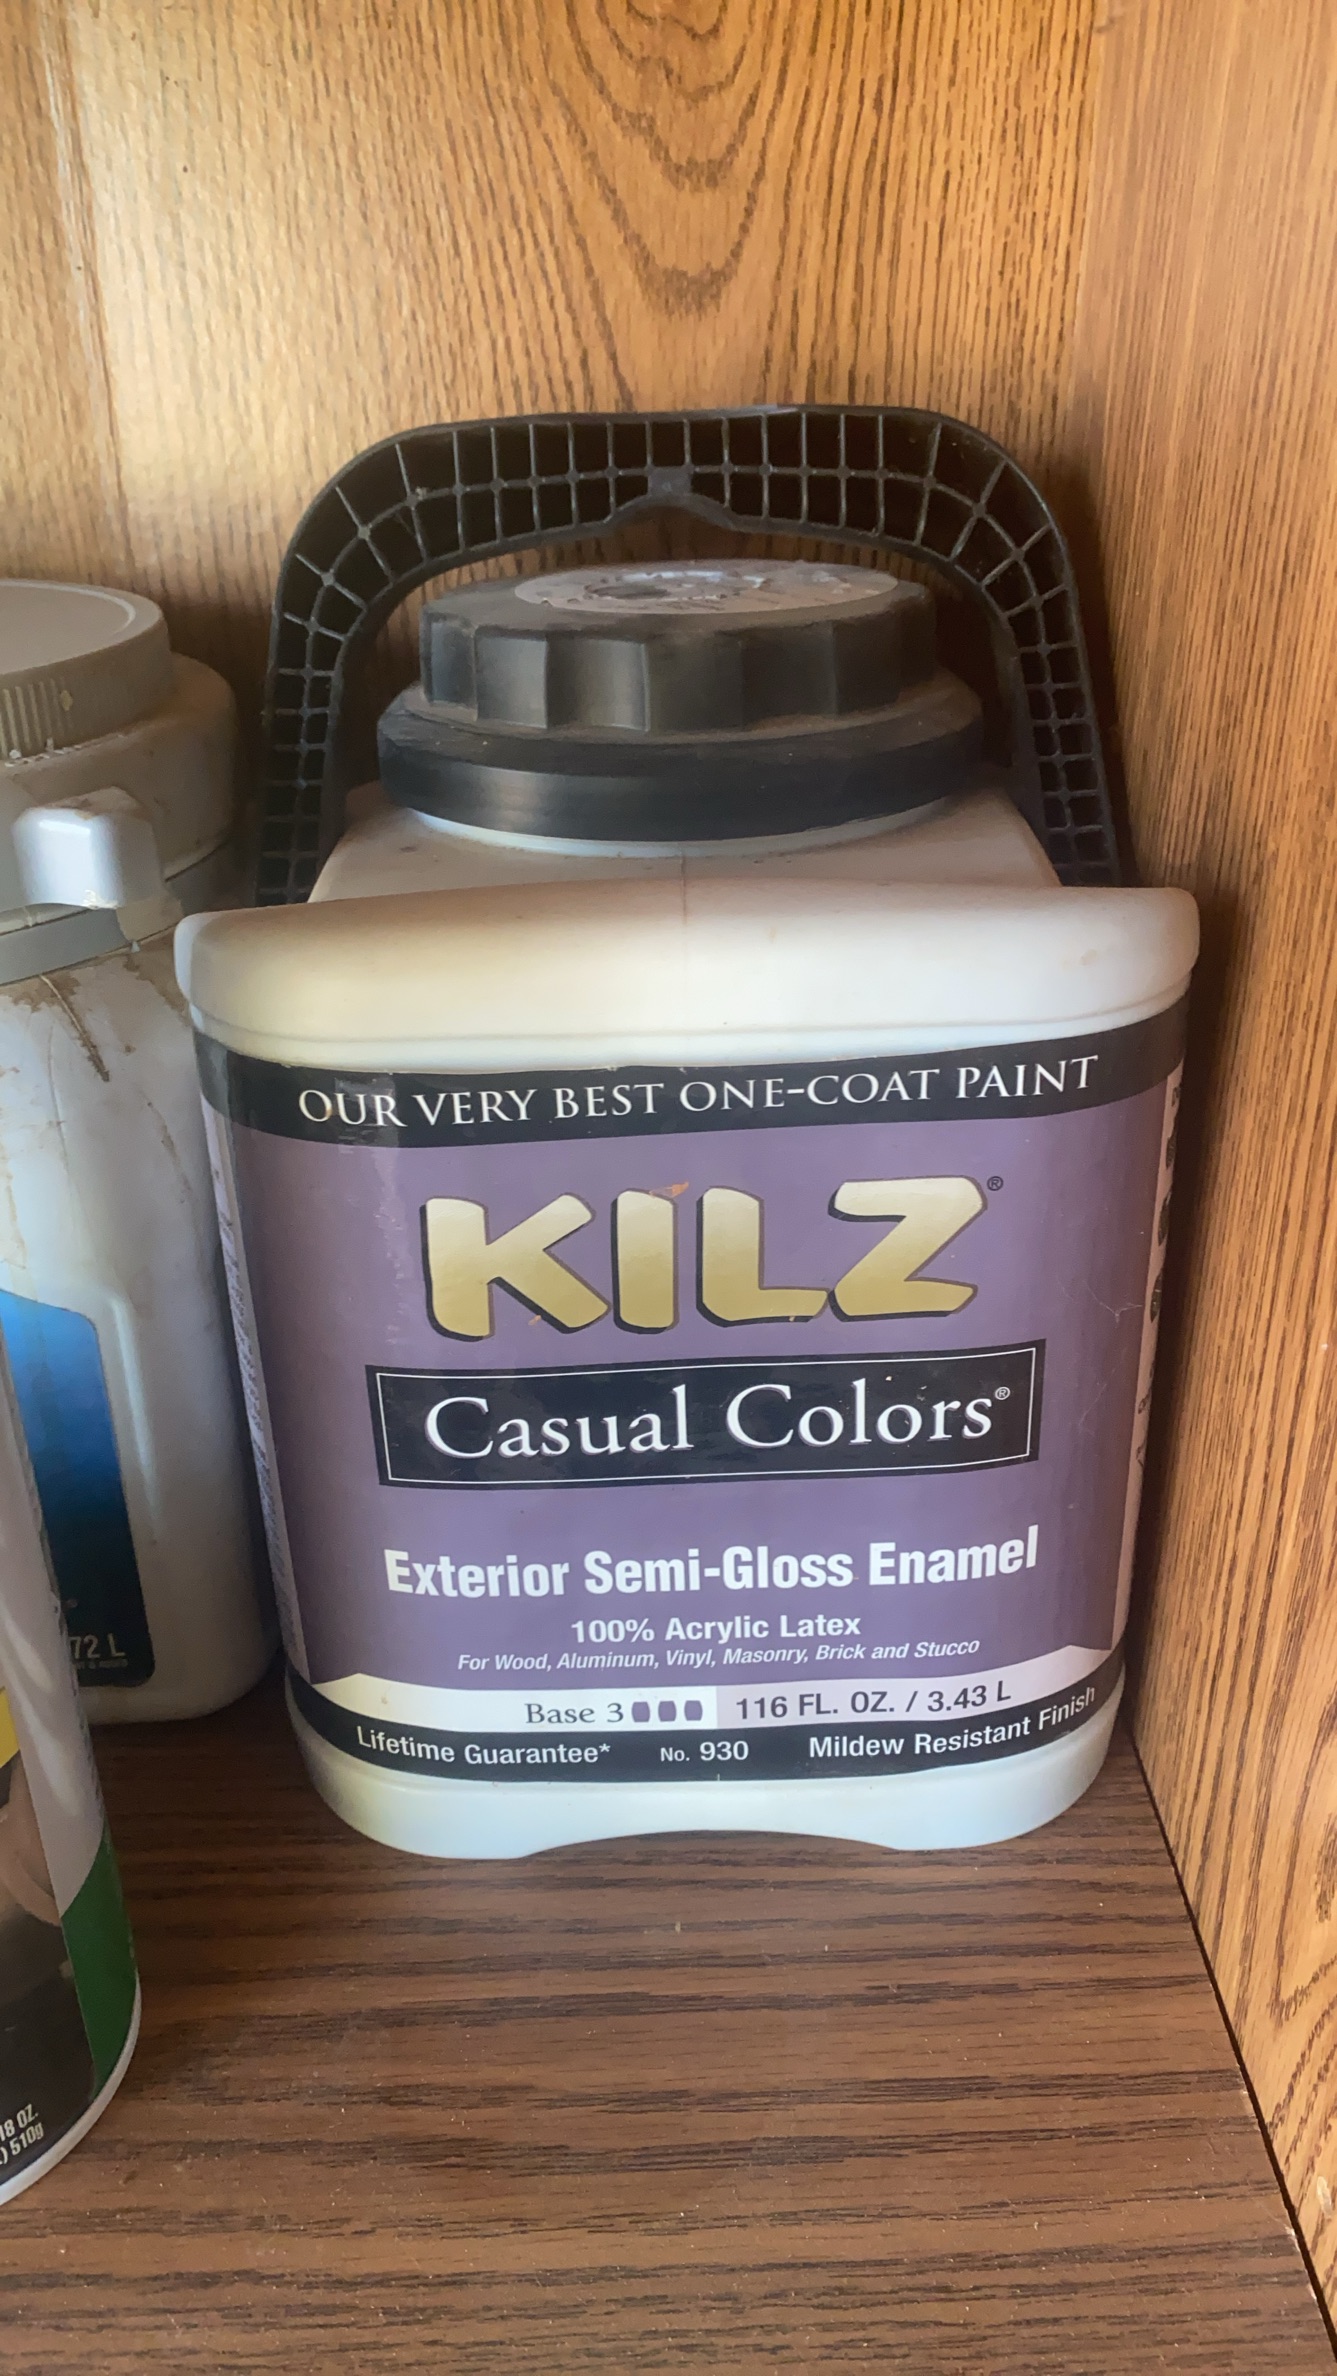 OUR VERY BEST ONE-COAT PAINT
KILZ®
Casual Colors®
Exterior Semi-Gloss Enamel
100% Acrylic Latex
For Wood, Aluminum, Vinyl, Masonry, Brick and Stucco
Base 3 116 FL. OZ. / 3.43 L
Lifetime Guarantee* No. 930 Mildew Resistant Finish
72 L
18 OZ.
) 510g